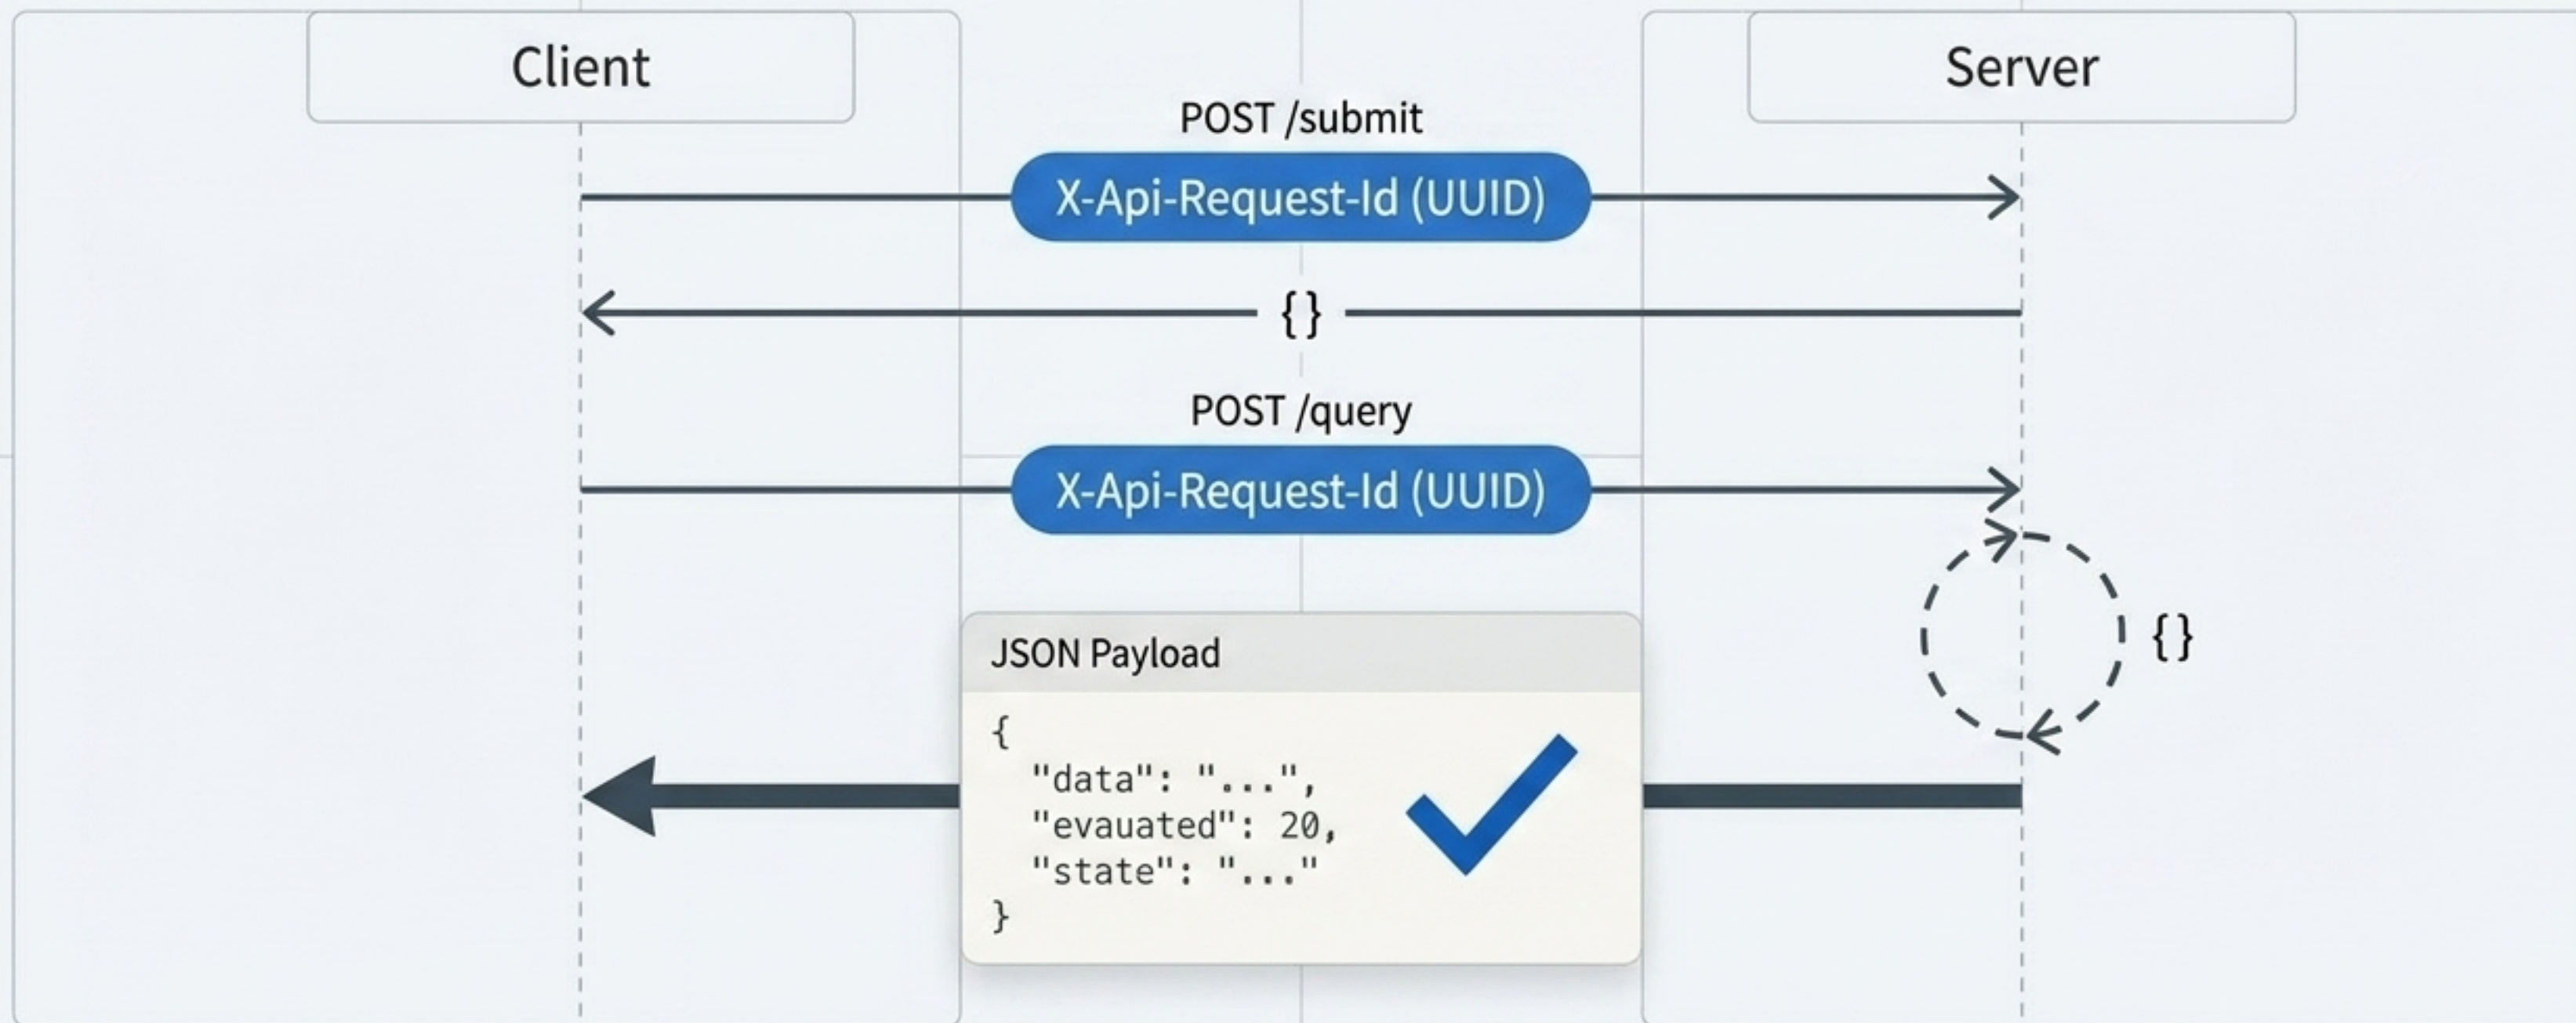 Client
Server
POST /submit
X-Api-Request-Id (UUID)
{}
POST /query
X-Api-Request-Id (UUID)
{}
JSON Payload
{
"data": "...",
"evauated": 20,
"state": "..."
}